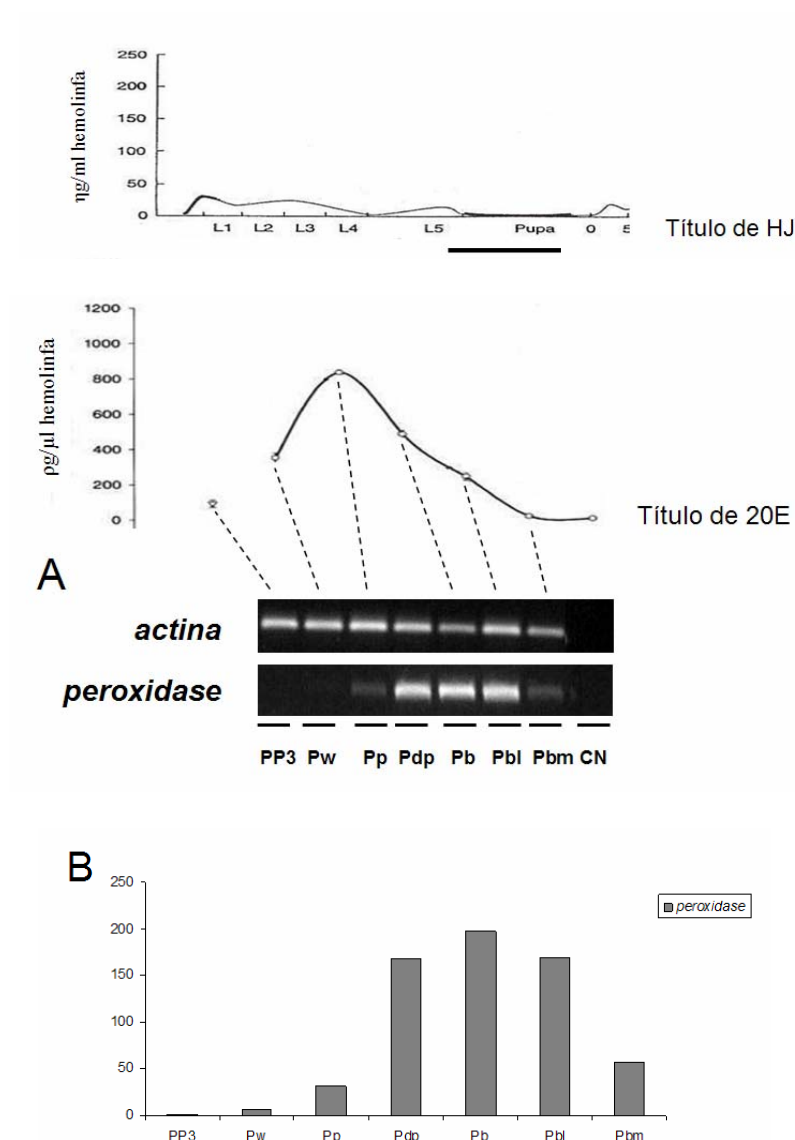 250
200
150
100
50
0
ηg/ml hemolinfa
L1 L2 L3 L4 L5 Pupa 0 5
Título de HJ
1200
1000
800
600
400
200
0
ρg/µl hemolinfa
Título de 20E
A
actina
peroxidase
PP3 Pw Pp Pdp Pb Pbl Pbm CN
B
250
200
150
100
50
0
peroxidase
PP3 Pw Pp Pdp Pb Pbl Pbm